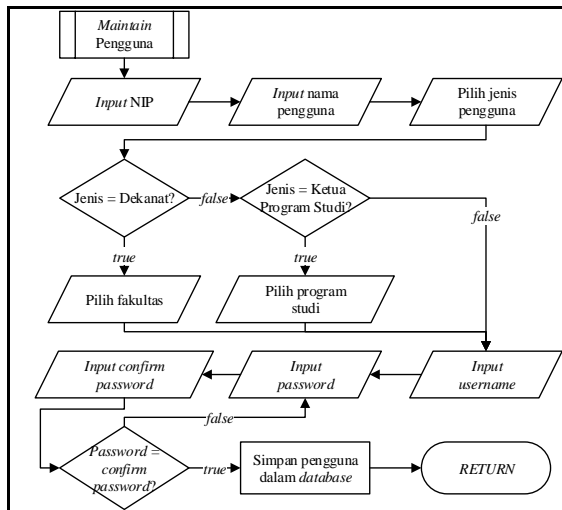 Maintain
Pengguna
Input NIP
Input nama
pengguna
Pilih jenis
pengguna
Jenis = Dekanat?
false
Jenis = Ketua
Program Studi?
false
true
true
Pilih fakultas
Pilih program
studi
Input confirm
password
Input
password
Input
username
false
Password =
confirm
password?
true
Simpan pengguna
dalam database
RETURN